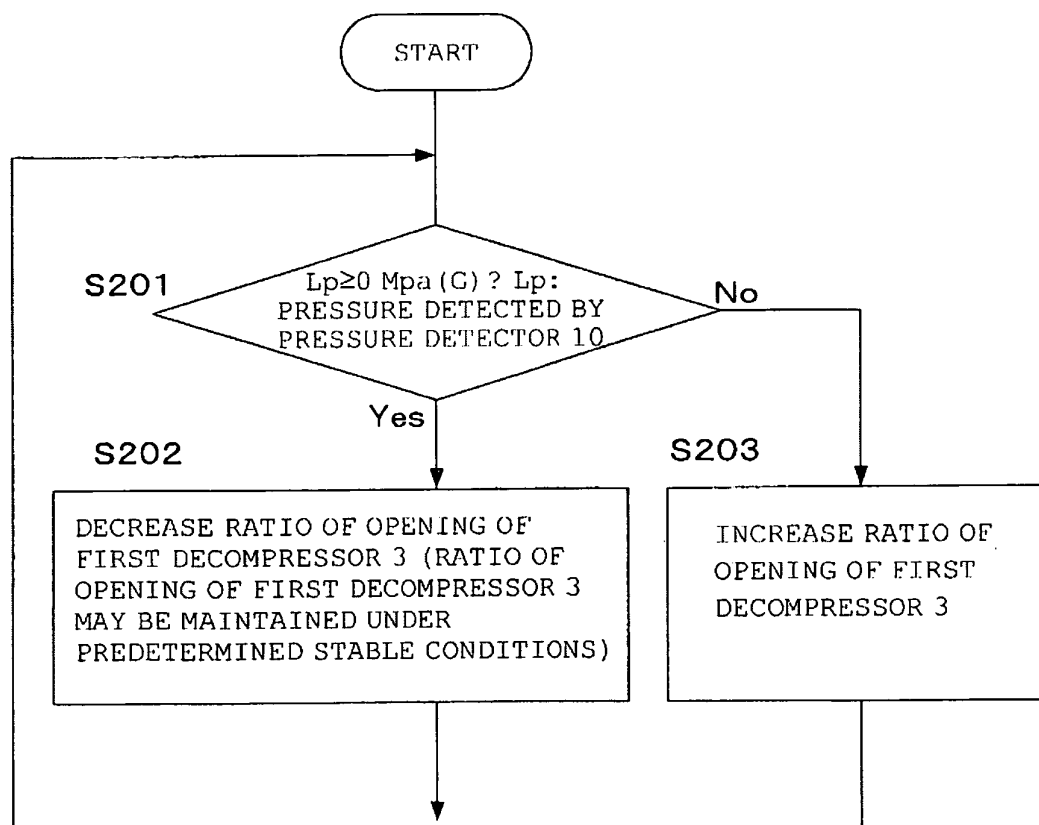 START
S201
Lp≥0 Mpa (G) ? Lp:
PRESSURE DETECTED BY
PRESSURE DETECTOR 10
No
Yes
S202
DECREASE RATIO OF OPENING OF
FIRST DECOMPRESSOR 3 (RATIO OF
OPENING OF FIRST DECOMPRESSOR 3
MAY BE MAINTAINED UNDER
PREDETERMINED STABLE CONDITIONS)
S203
INCREASE RATIO OF
OPENING OF FIRST
DECOMPRESSOR 3